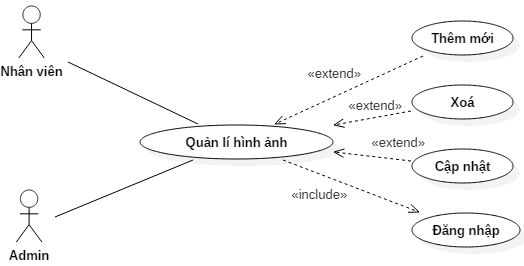 Thêm mới
Nhân viên
«extend»
«extend»
Xoá
Quản lí hình ảnh
«extend»
Cập nhật
«include»
Đăng nhập
Admin